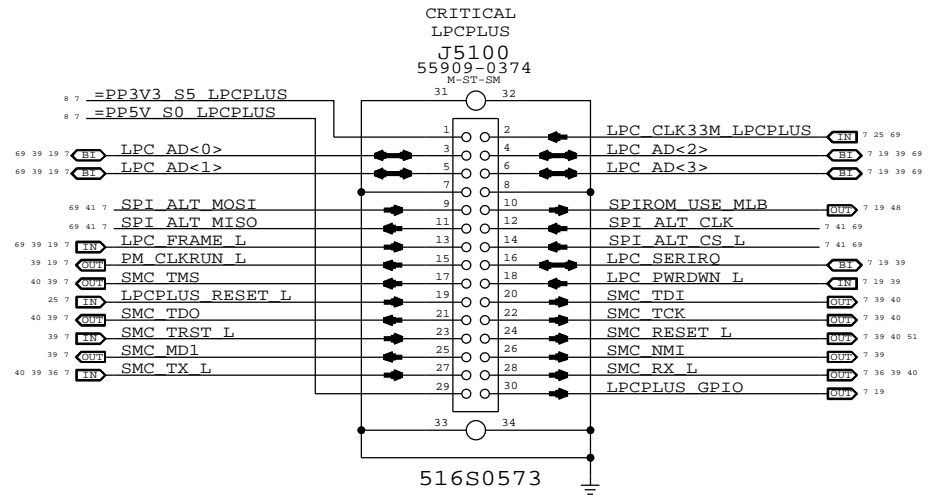 CRITICAL
LPCPLUS
J5100
55909-0374
M-ST-SM
31 32
8 7 =PP3V3_S5_LPCPLUS
8 7 =PP5V_S0_LPCPLUS
1 2 LPC_CLK33M_LPCPLUS IN 7 25 69
69 39 19 7 BI LPC_AD<0> 3 4 LPC_AD<2> BI 7 19 39 69
69 39 19 7 BI LPC_AD<1> 5 6 LPC_AD<3> BI 7 19 39 69
7 8
69 41 7 SPI_ALT_MOSI 9 10 SPIROM_USE_MLB OUT 7 19 48
69 41 7 SPI_ALT_MISO 11 12 SPI_ALT_CLK 7 41 69
69 39 19 7 IN LPC_FRAME_L 13 14 SPI_ALT_CS_L 7 41 69
39 19 7 OUT PM_CLKRUN_L 15 16 LPC_SERIRQ BI 7 19 39
40 39 7 OUT SMC_TMS 17 18 LPC_PWRDWN_L IN 7 19 39
25 7 IN LPCPLUS_RESET_L 19 20 SMC_TDI OUT 7 39 40
40 39 7 OUT SMC_TDO 21 22 SMC_TCK OUT 7 39 40
39 7 IN SMC_TRST_L 23 24 SMC_RESET_L OUT 7 39 40 51
39 7 OUT SMC_MD1 25 26 SMC_NMI OUT 7 39
40 39 36 7 IN SMC_TX_L 27 28 SMC_RX_L OUT 7 36 39 40
29 30 LPCPLUS_GPIO OUT 7 19
33 34
516S0573